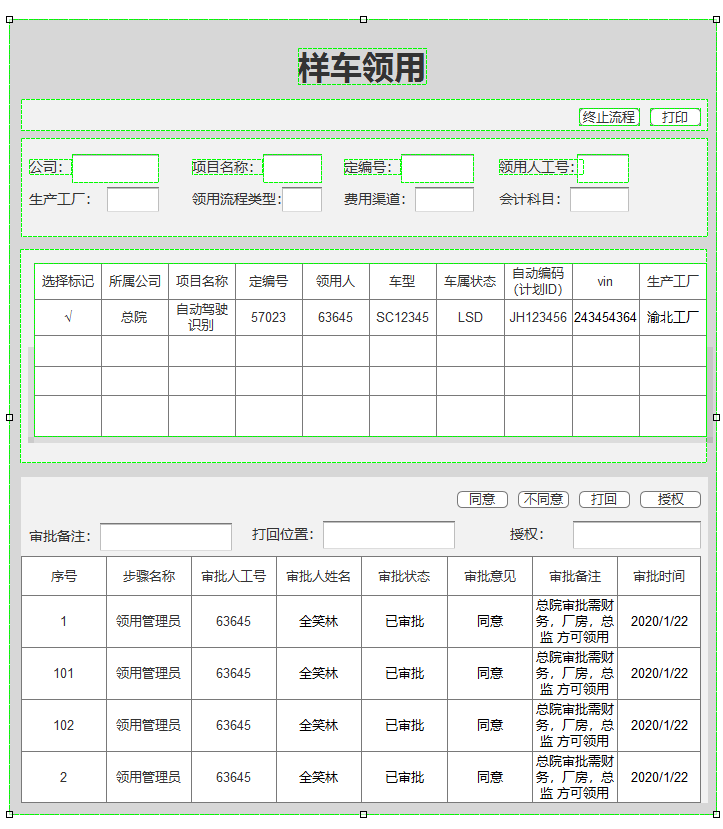 样车领用
终止流程 打印
公司： 项目名称： 定编号： 领用人工号：
生产工厂： 领用流程类型： 费用渠道： 会计科目：
选择标记 所属公司 项目名称 定编号 领用人 车型 车属状态 自动编码 vin 生产工厂
（计划ID）
√ 总院 自动驾驶 57023 63645 SC12345 LSD JH123456 243454364 渝北工厂
识别
同意 不同意 打回 授权
审批备注： 打回位置： 授权：
序号 步骤名称 审批人工号 审批人姓名 审批状态 审批意见 审批备注 审批时间
1 领用管理员 63645 全笑林 已审批 同意 总院审批需财 2020/1/22
务，厂房，总
监 方可领用
101 领用管理员 63645 全笑林 已审批 同意 总院审批需财 2020/1/22
务，厂房，总
监 方可领用
102 领用管理员 63645 全笑林 已审批 同意 总院审批需财 2020/1/22
务，厂房，总
监 方可领用
2 领用管理员 63645 全笑林 已审批 同意 总院审批需财 2020/1/22
务，厂房，总
监 方可领用